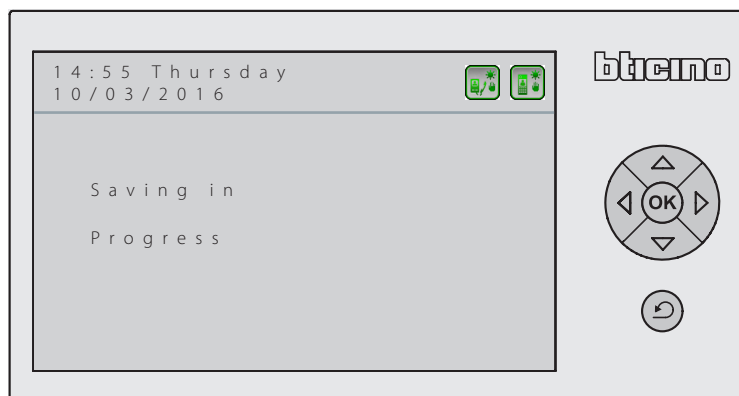 14:55 Thursday
10/03/2016
bticino
Saving in
Progress
OK